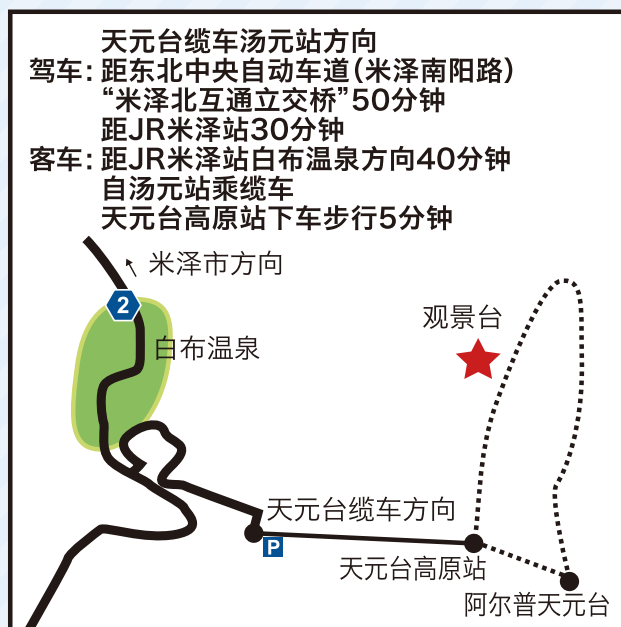 天元台缆车汤元站方向
驾车: 距东北中央自动车道(米泽南阳路)
“米泽北互通立交桥”50分钟
距JR米泽站30分钟
客车: 距JR米泽站白布温泉方向40分钟
自汤元站乘缆车
天元台高原站下车步行5分钟
米泽市方向
2
观景台
白布温泉
天元台缆车方向
P
天元台高原站
阿尔普天元台